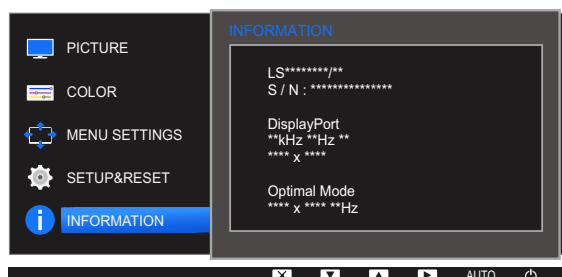 PICTURE
COLOR
MENU SETTINGS
SETUP&RESET
INFORMATION
INFORMATION
LS********/**
S / N : ***************
DisplayPort
**kHz **Hz **
**** x ****
Optimal Mode
**** x **** **Hz
AUTO